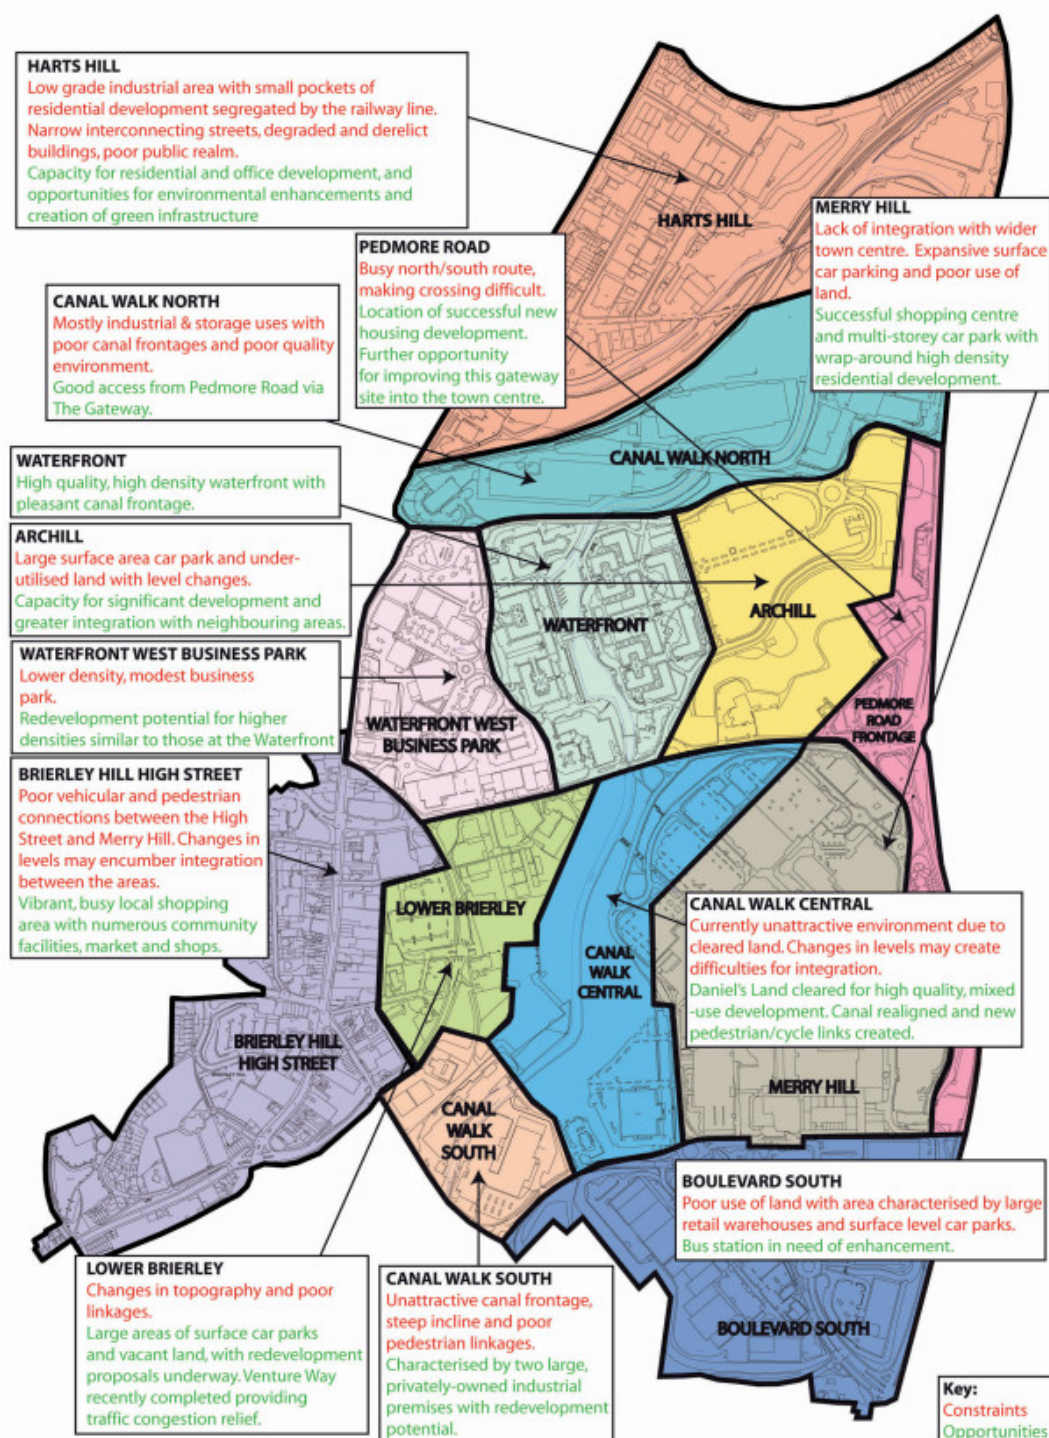 HARTS HILL
Low grade industrial area with small pockets of
residential development segregated by the railway line.
Narrow interconnecting streets, degraded and derelict
buildings, poor public realm.
Capacity for residential and office development, and
opportunities for environmental enhancements and
creation of green infrastructure
HARTS HILL
MERRY HILL
Lack of integration with wider
town centre. Expansive surface
car parking and poor use of
land.
Successful shopping centre
and multi-storey car park with
wrap-around high density
residential development.
PEDMORE ROAD
Busy north/south route,
making crossing difficult.
Location of successful new
housing development.
Further opportunity
for improving this gateway
site into the town centre.
CANAL WALK NORTH
Mostly industrial & storage uses with
poor canal frontages and poor quality
environment.
Good access from Pedmore Road via
The Gateway.
CANAL WALK NORTH
WATERFRONT
High quality, high density waterfront with
pleasant canal frontage.
ARCHILL
Large surface area car park and under-
utilised land with level changes.
Capacity for significant development and
greater integration with neighbouring areas.
WATERFRONT
ARCHILL
WATERFRONT WEST BUSINESS PARK
Lower density, modest business
park.
Redevelopment potential for higher
densities similar to those at the Waterfront
WATERFRONT WEST
BUSINESS PARK
PEDMORE
ROAD
FRONTAGE
BRIERLEY HILL HIGH STREET
Poor vehicular and pedestrian
connections between the High
Street and Merry Hill. Changes in
levels may encumber integration
between the areas.
Vibrant, busy local shopping
area with numerous community
facilities, market and shops.
LOWER BRIERLEY
CANAL
WALK
CENTRAL
CANAL WALK CENTRAL
Currently unattractive environment due to
cleared land. Changes in levels may create
difficulties for integration.
Daniel's Land cleared for high quality, mixed
-use development. Canal realigned and new
pedestrian/cycle links created.
BRIERLEY HILL
HIGH STREET
MERRY HILL
CANAL
WALK
SOUTH
BOULEVARD SOUTH
Poor use of land with area characterised by large
retail warehouses and surface level car parks.
Bus station in need of enhancement.
LOWER BRIERLEY
Changes in topography and poor
linkages.
Large areas of surface car parks
and vacant land, with redevelopment
proposals underway. Venture Way
recently completed providing
traffic congestion relief.
CANAL WALK SOUTH
Unattractive canal frontage,
steep incline and poor
pedestrian linkages.
Characterised by two large,
privately-owned industrial
premises with redevelopment
potential.
BOULEVARD SOUTH
Key:
Constraints
Opportunities